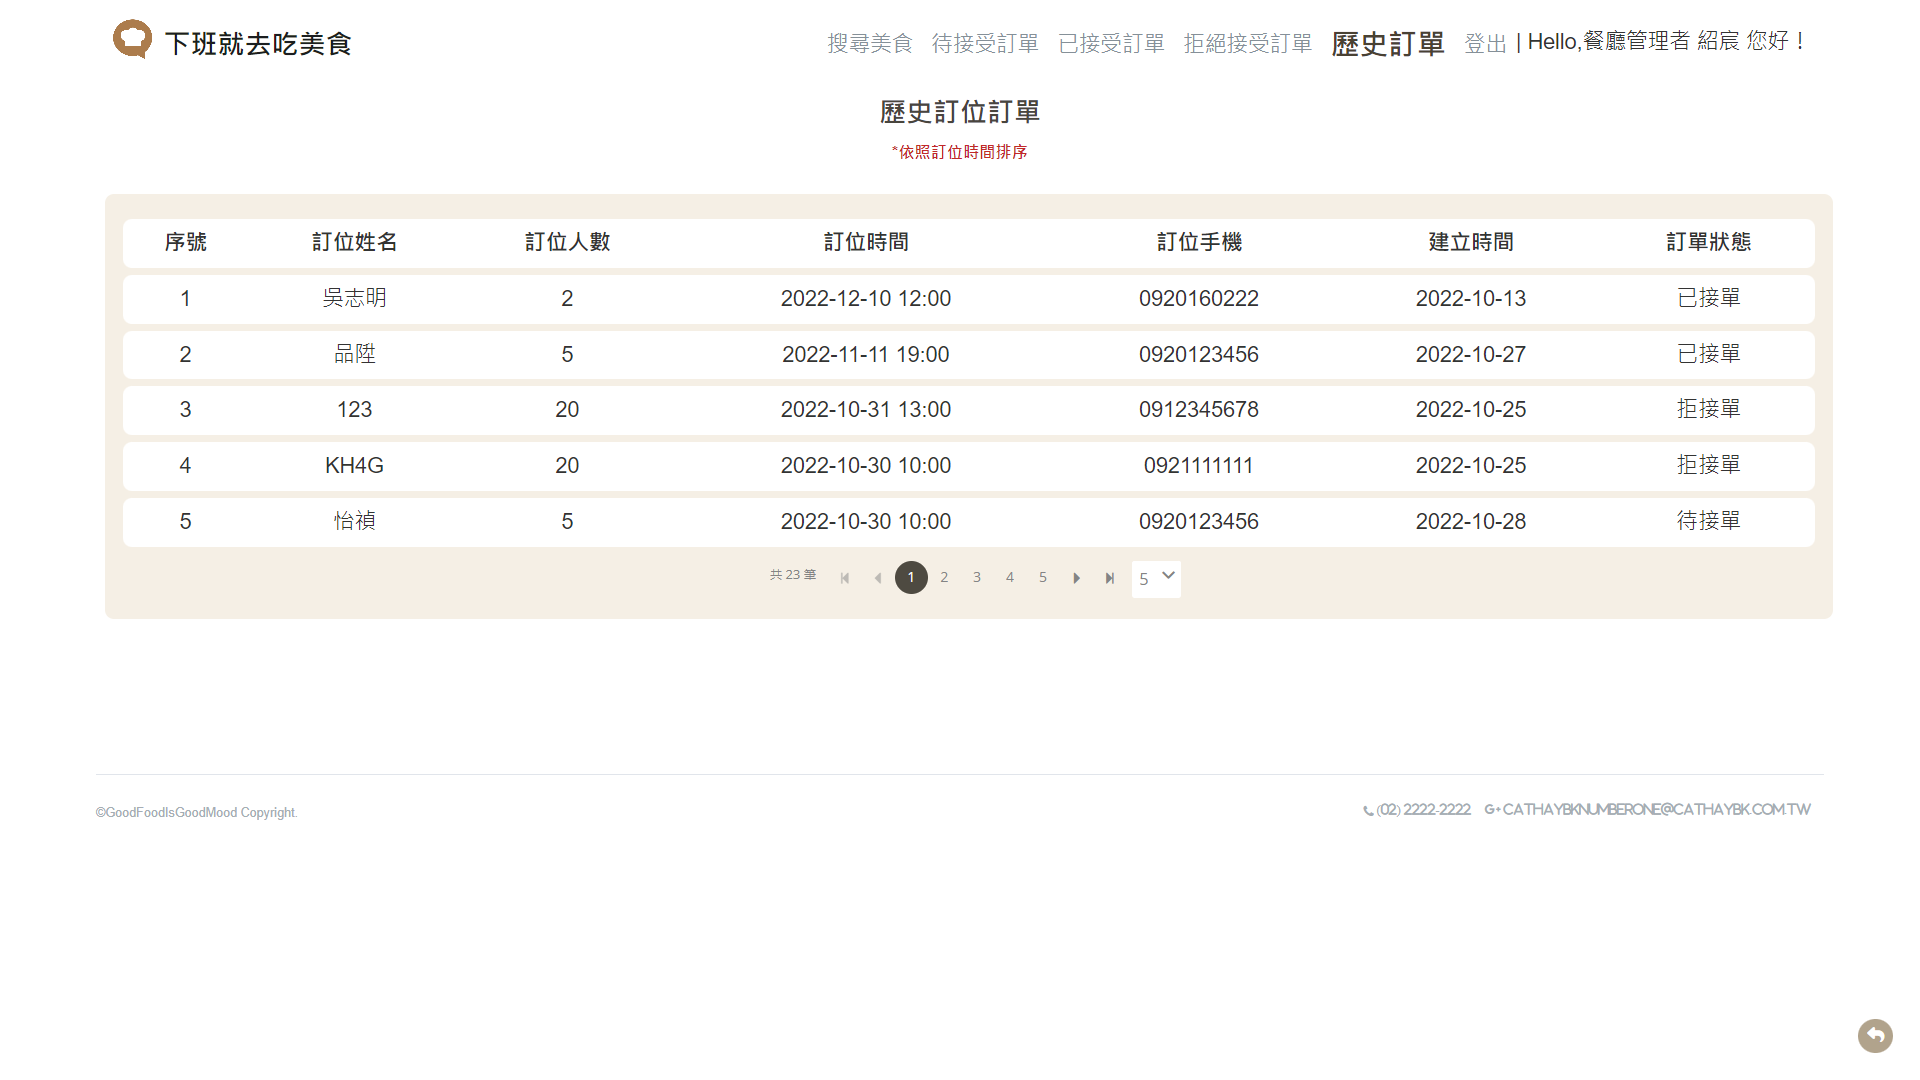 下班就去吃美食
搜尋美食 待接受訂單 已接受訂單 拒絕接受訂單 歷史訂單 登出 | Hello,餐廳管理者 紹宸 您好！
歷史訂位訂單
*依照訂位時間排序
序號 訂位姓名 訂位人數 訂位時間 訂位手機 建立時間 訂單狀態
1 吳志明 2 2022-12-10 12:00 0920160222 2022-10-13 已接單
2 品陞 5 2022-11-11 19:00 0920123456 2022-10-27 已接單
3 123 20 2022-10-31 13:00 0912345678 2022-10-25 拒接單
4 KH4G 20 2022-10-30 10:00 0921111111 2022-10-25 拒接單
5 怡禎 5 2022-10-30 10:00 0920123456 2022-10-28 待接單
共 23 筆 1 2 3 4 5 5
©GoodFoodIsGoodMood Copyright.
(02) 2222-2222 G+ CATHAYBKNUMBERONE@CATHAYBK.COM.TW